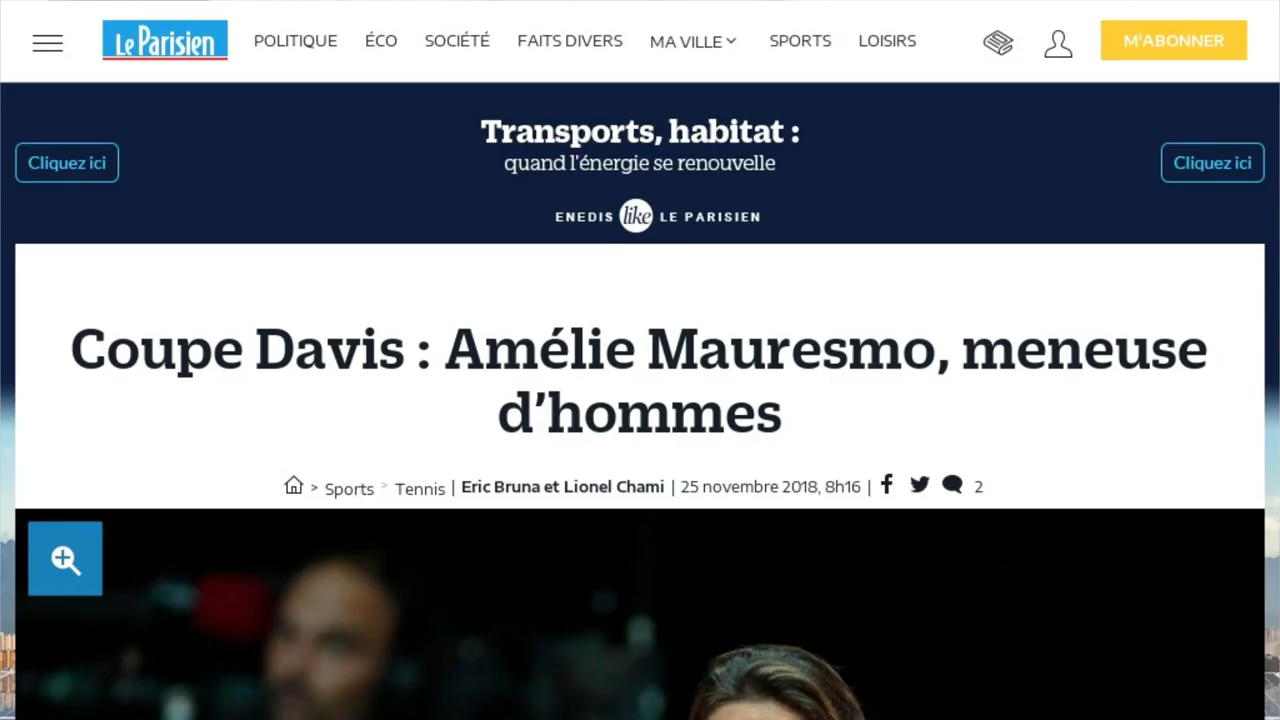 Le Parisien
POLITIQUE ÉCO SOCIÉTÉ FAITS DIVERS MA VILLE SPORTS LOISIRS
M'ABONNER
Transports, habitat :
quand l'énergie se renouvelle
Cliquez ici
Cliquez ici
ENEDIS like LE PARISIEN
Coupe Davis : Amélie Mauresmo, meneuse
d’hommes
> Sports > Tennis | Eric Bruna et Lionel Chami | 25 novembre 2018, 8h16 | 2